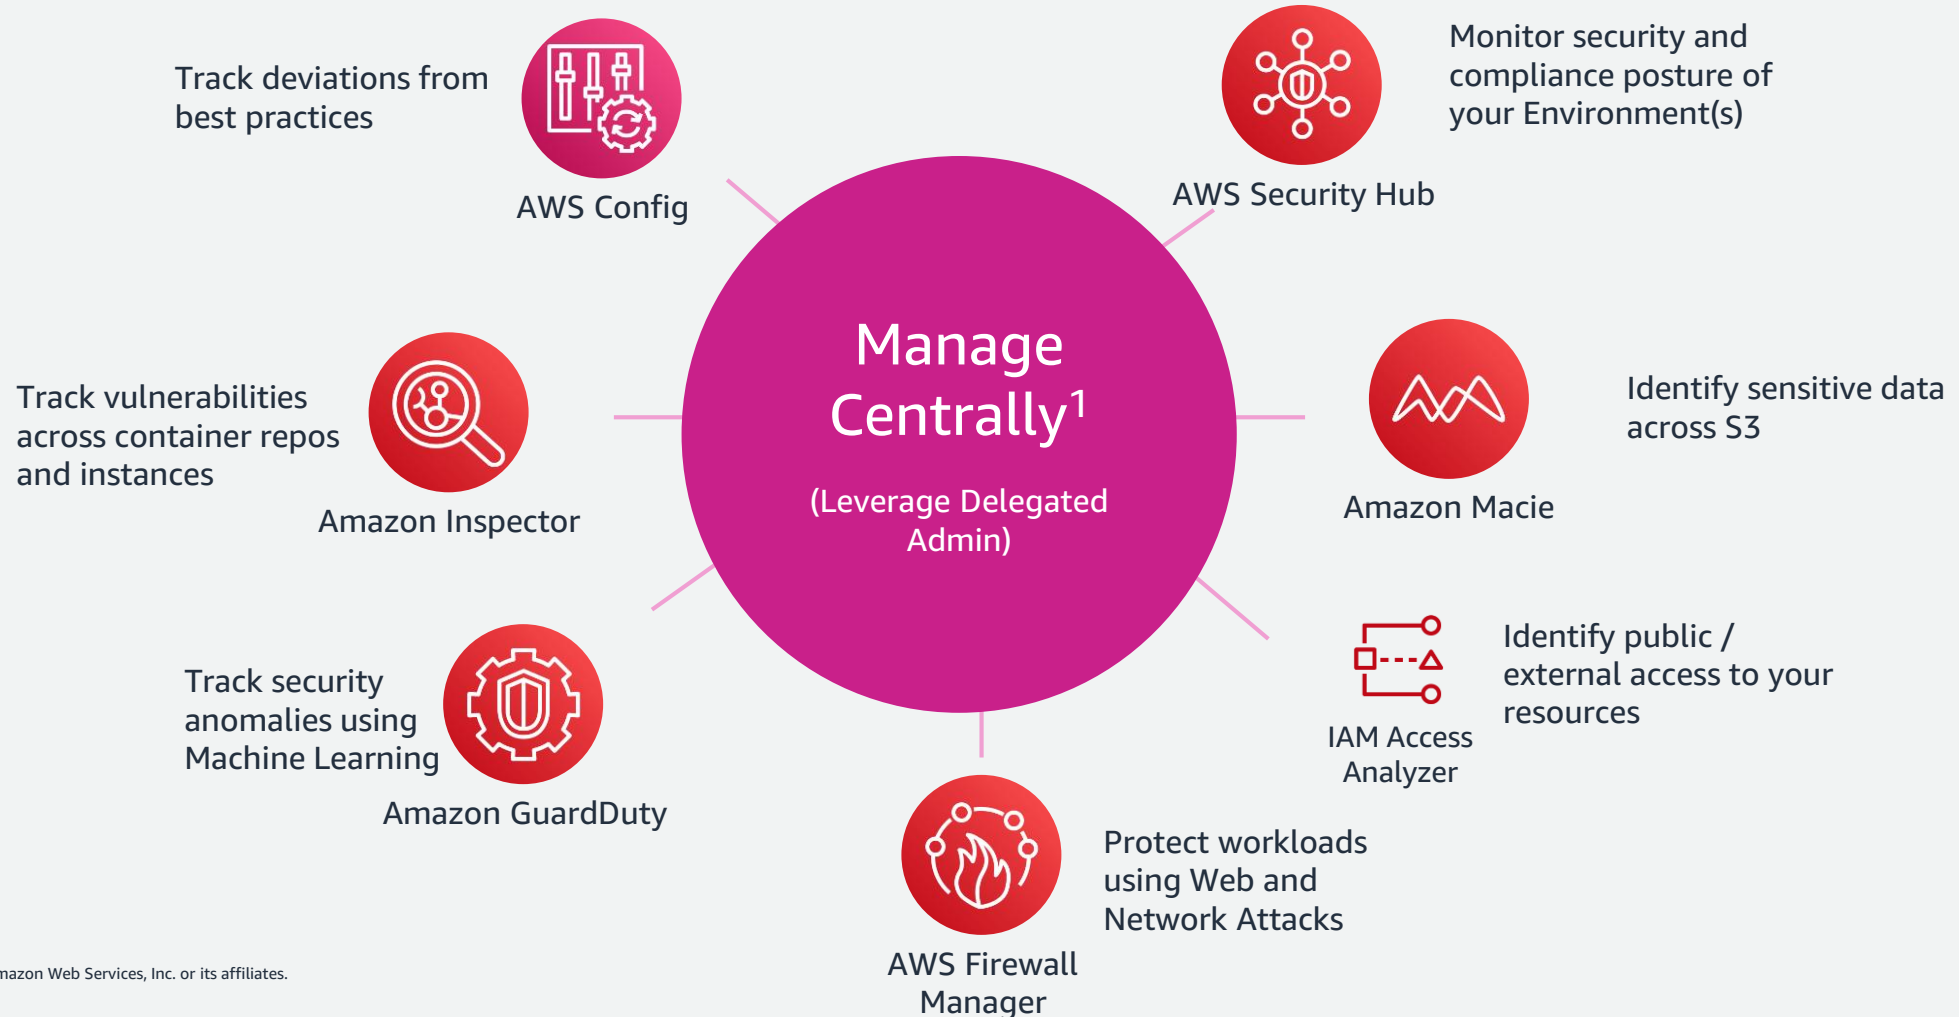 Track deviations from
best practices
AWS Config
Monitor security and
compliance posture of
your Environment(s)
AWS Security Hub
Manage
Centrally¹
(Leverage Delegated
Admin)
Track vulnerabilities
across container repos
and instances
Amazon Inspector
Identify sensitive data
across S3
Amazon Macie
Track security
anomalies using
Machine Learning
Amazon GuardDuty
Identify public /
external access to your
resources
IAM Access
Analyzer
Protect workloads
using Web and
Network Attacks
AWS Firewall
Manager
mazon Web Services, Inc. or its affiliates.